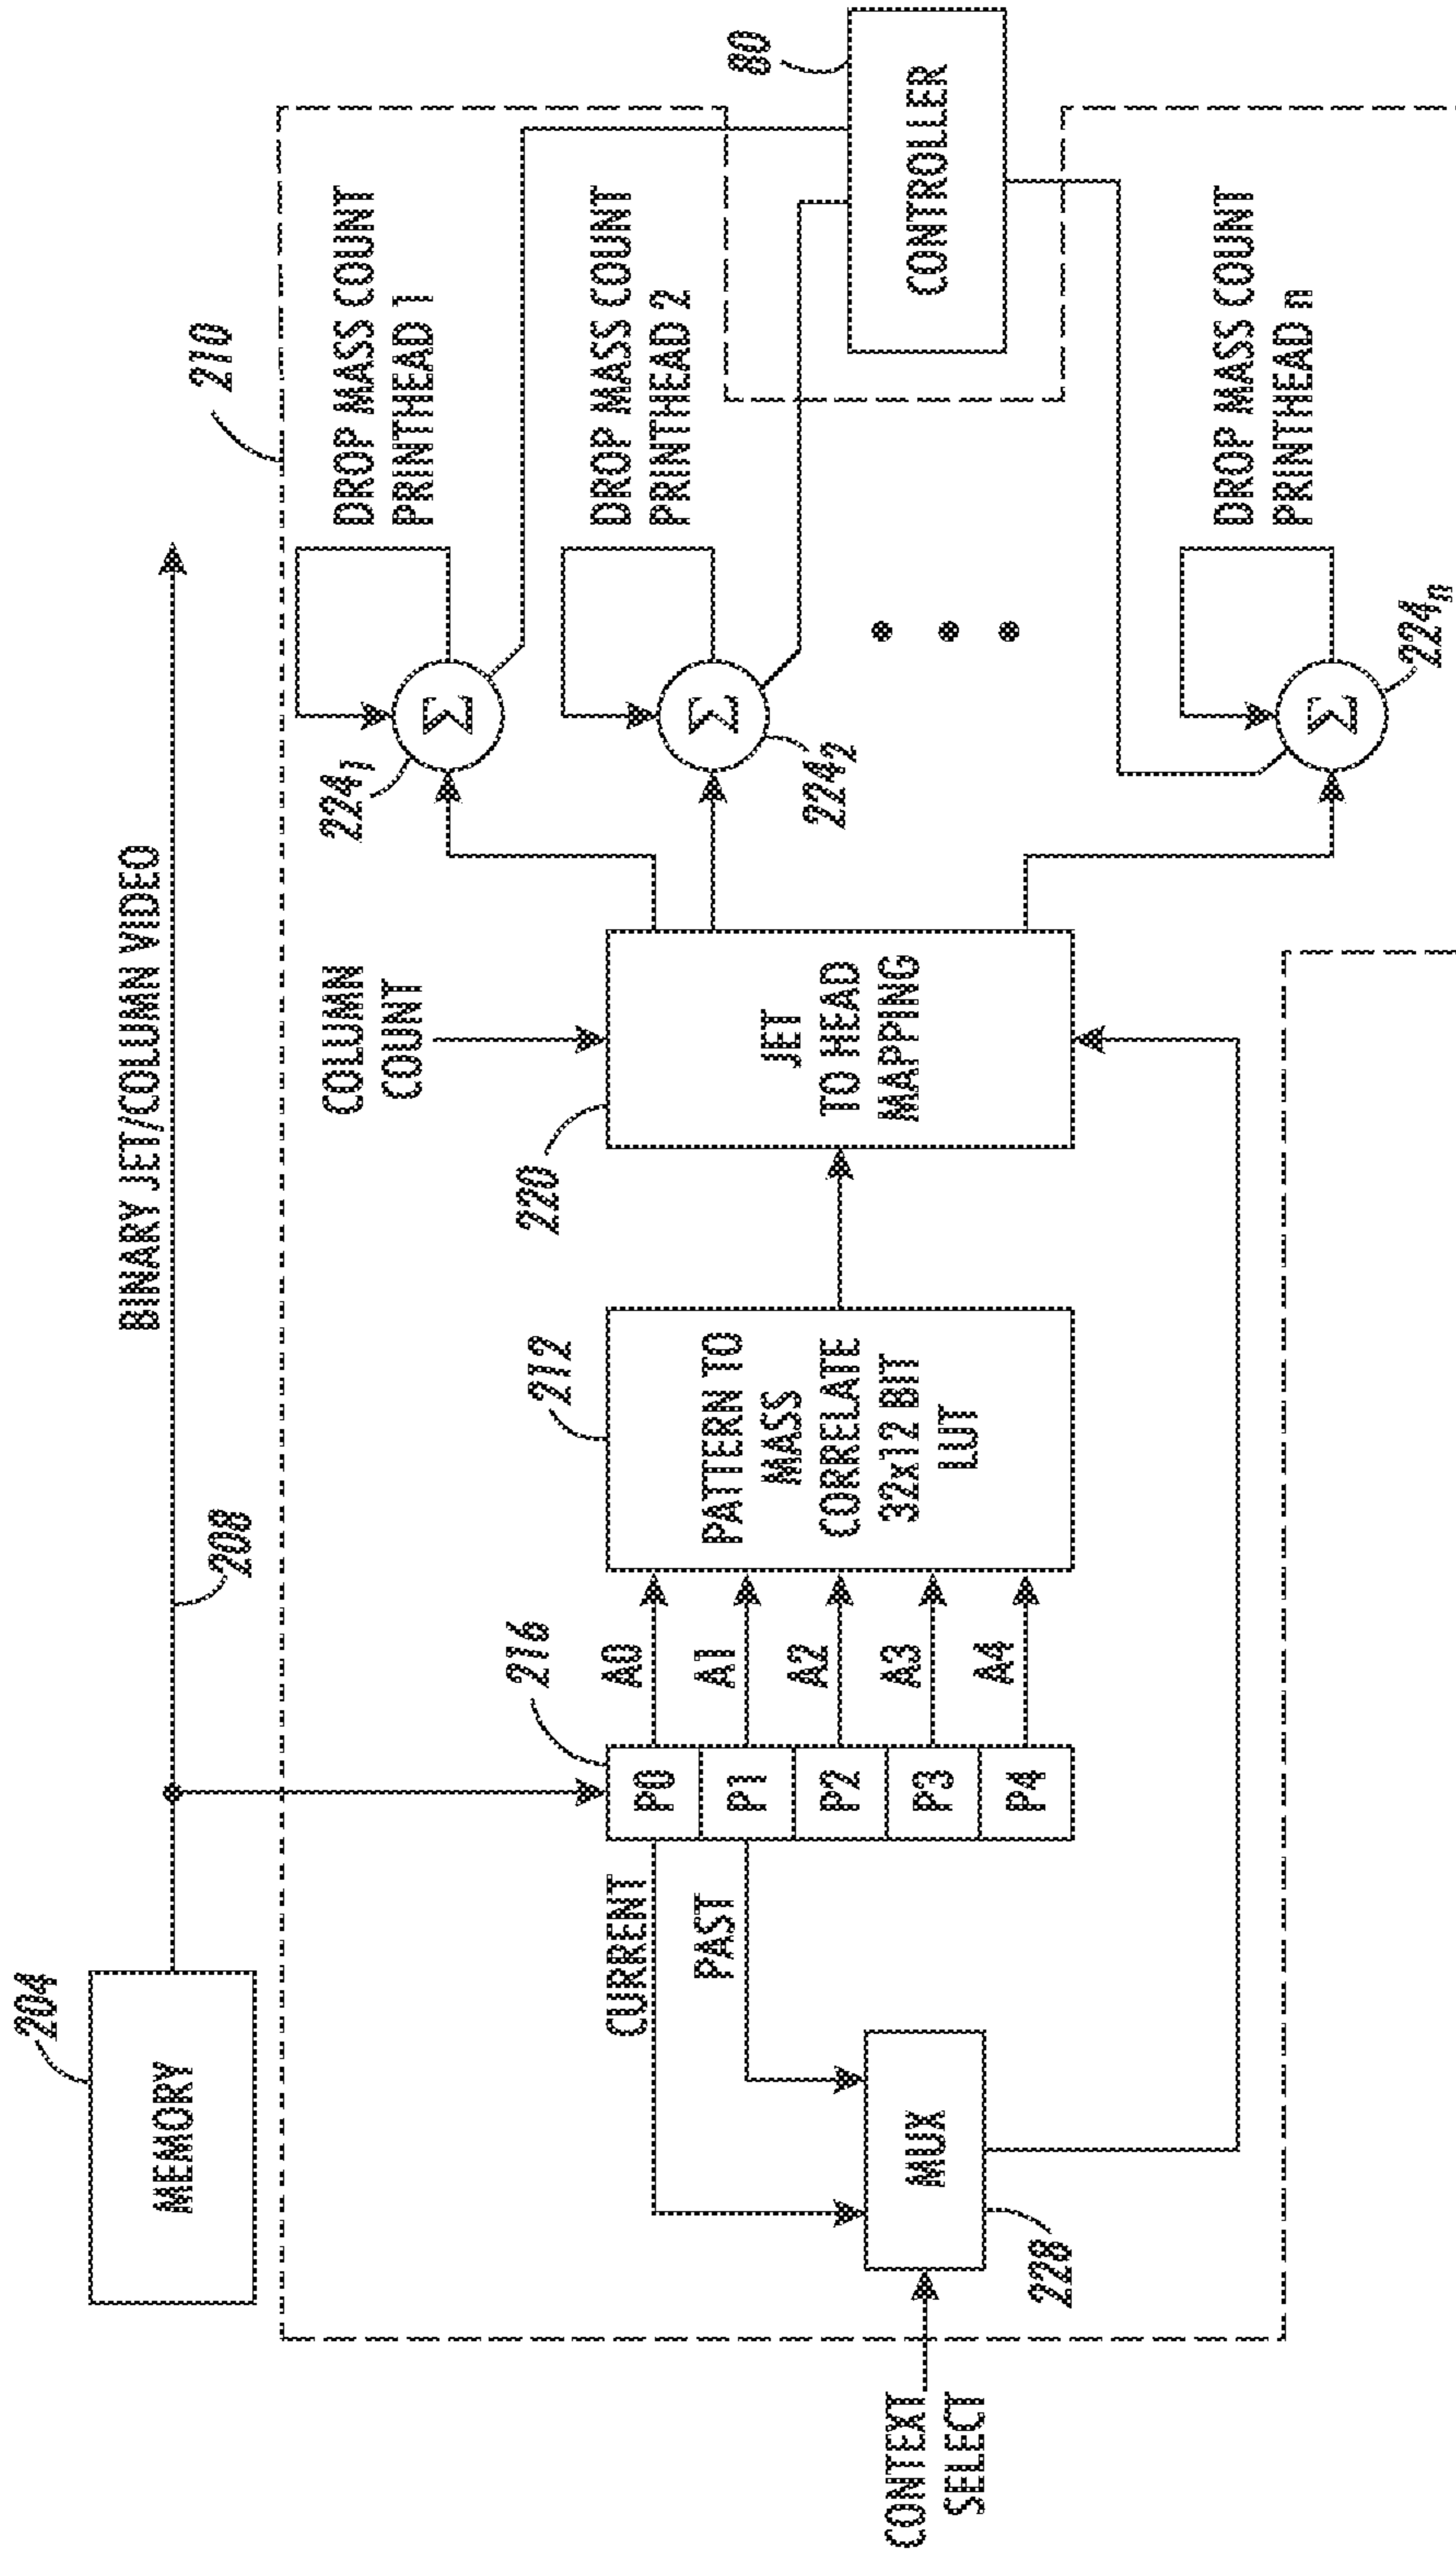 MEMORY
204
208
BINARY JET/COLUMN VIDEO
210
CONTEXT
SELECT
MUX
228
CURRENT
PAST
P0
P1
P2
P3
P4
216
A0
A1
A2
A3
A4
212
PATTERN TO
MASS
CORRELATE
32x12 BIT
LUT
220
COLUMN
COUNT
JET
TO HEAD
MAPPING
224₁
Σ
DROP MASS COUNT
PRINTHEAD 1
224₂
Σ
DROP MASS COUNT
PRINTHEAD 2
224ₙ
Σ
DROP MASS COUNT
PRINTHEAD n
80
CONTROLLER